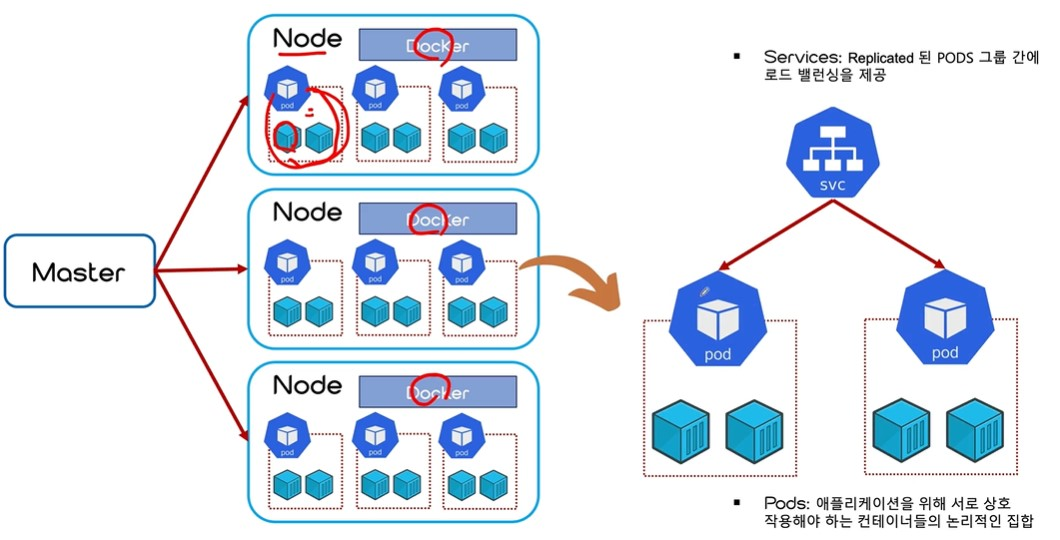 Master
Node
Docker
pod
pod
pod
Node
Docker
pod
pod
pod
Node
Docker
pod
pod
pod
▪ Services: Replicated 된 PODS 그룹 간에
로드 밸런싱을 제공
svc
pod
pod
▪ Pods: 애플리케이션을 위해 서로 상호
작용해야 하는 컨테이너들의 논리적인 집합